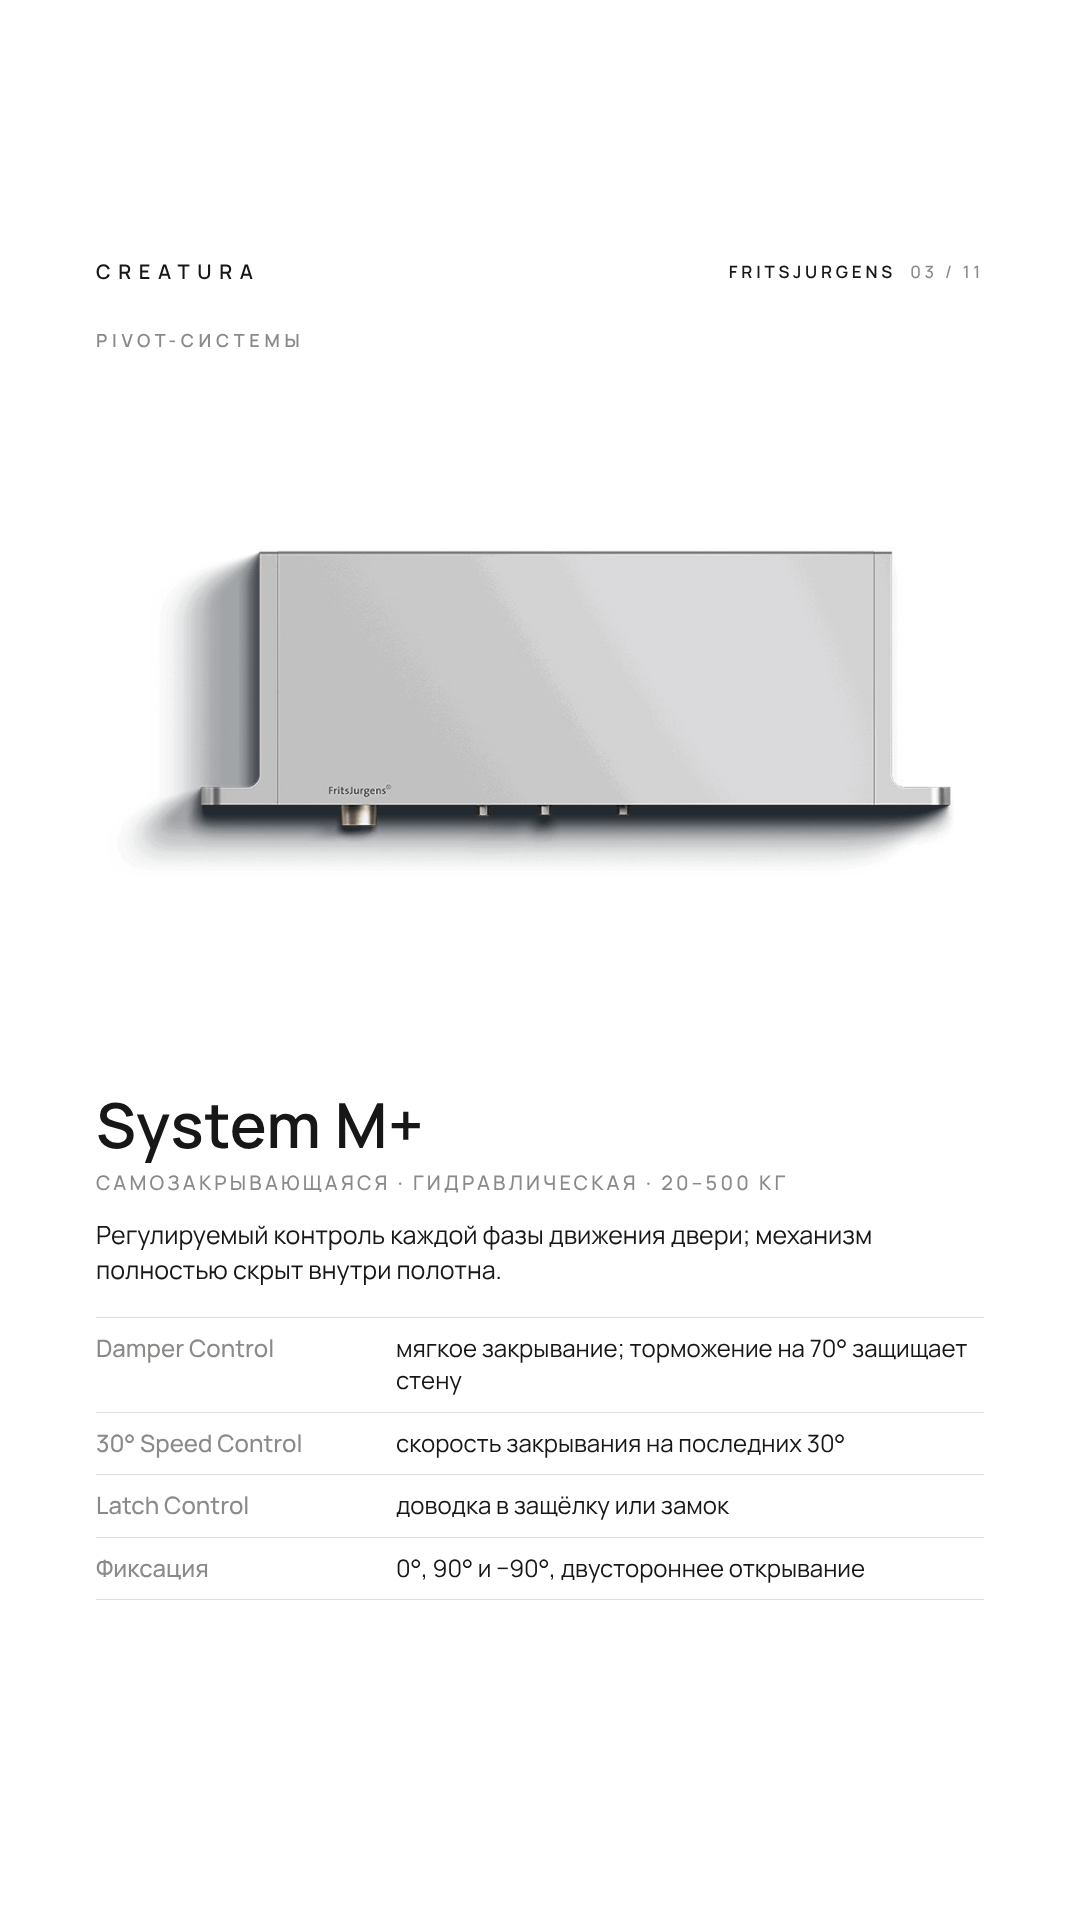 CREATURA
FRITSJURGENS 03 / 11
PIVOT-СИСТЕМЫ
FritsJurgens®
System M+
САМОЗАКРЫВАЮЩАЯСЯ · ГИДРАВЛИЧЕСКАЯ · 20–500 КГ
Регулируемый контроль каждой фазы движения двери; механизм
полностью скрыт внутри полотна.
Damper Control
мягкое закрывание; торможение на 70° защищает
стену
30° Speed Control
скорость закрывания на последних 30°
Latch Control
доводка в защёлку или замок
Фиксация
0°, 90° и −90°, двустороннее открывание